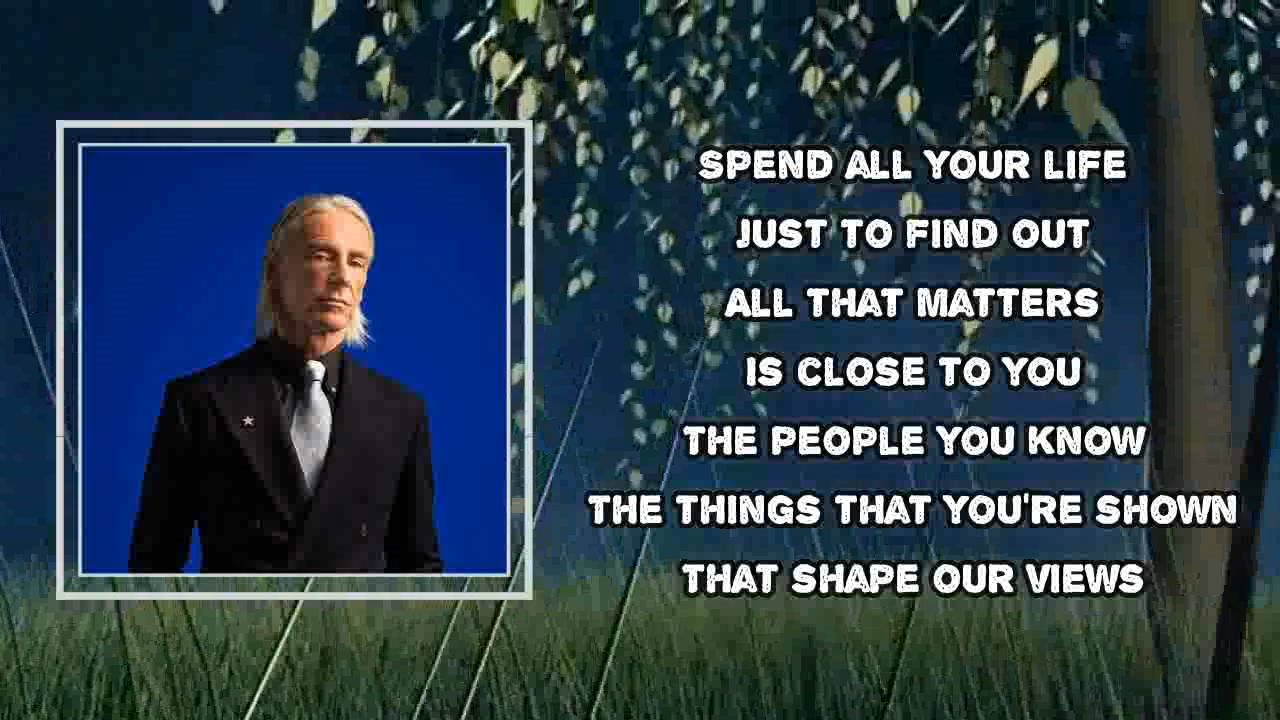 SPEND ALL YOUR LIFE
JUST TO FIND OUT
ALL THAT MATTERS
IS CLOSE TO YOU
THE PEOPLE YOU KNOW
THE THINGS THAT YOU'RE SHOWN
THAT SHAPE OUR VIEWS